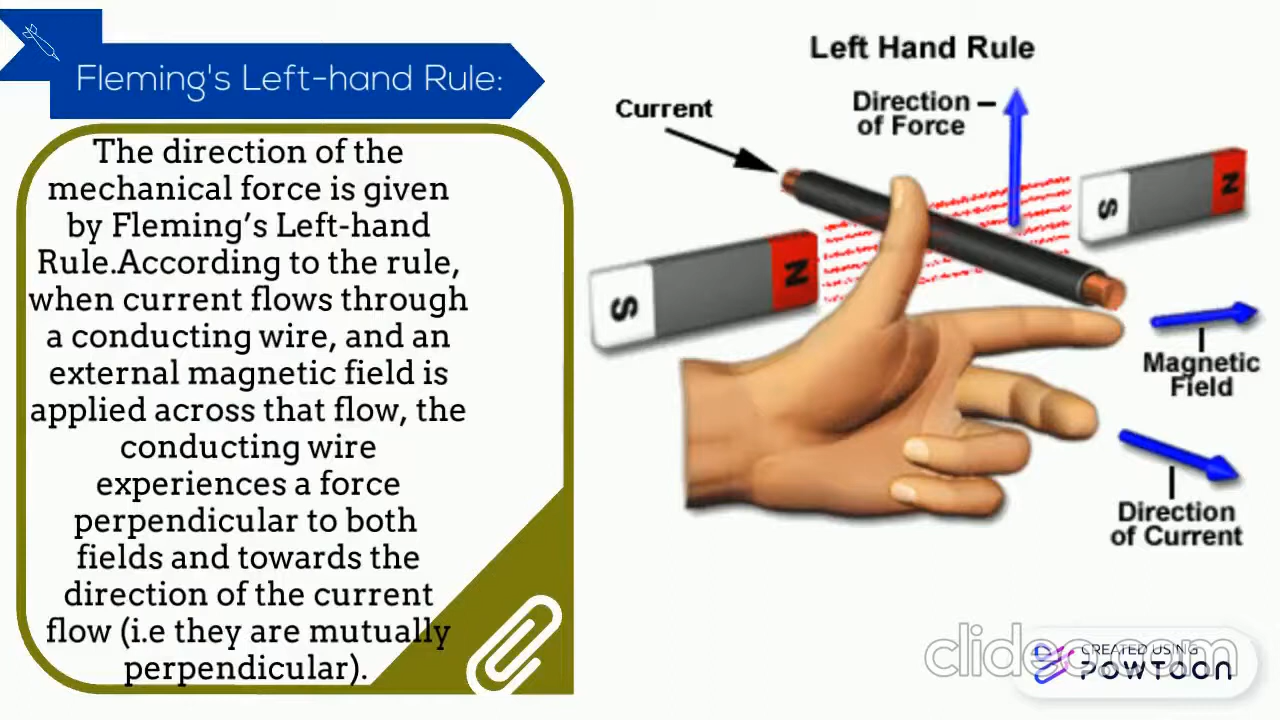 Fleming's Left-hand Rule:
The direction of the
mechanical force is given
by Fleming’s Left-hand
Rule.According to the rule,
when current flows through
a conducting wire, and an
external magnetic field is
applied across that flow, the
conducting wire
experiences a force
perpendicular to both
fields and towards the
direction of the current
flow (i.e they are mutually
perpendicular).
Left Hand Rule
Current
Direction
of Force
N
S
N
S
Magnetic
Field
Direction
of Current
clideo.com
CREATED USING
POWTOON